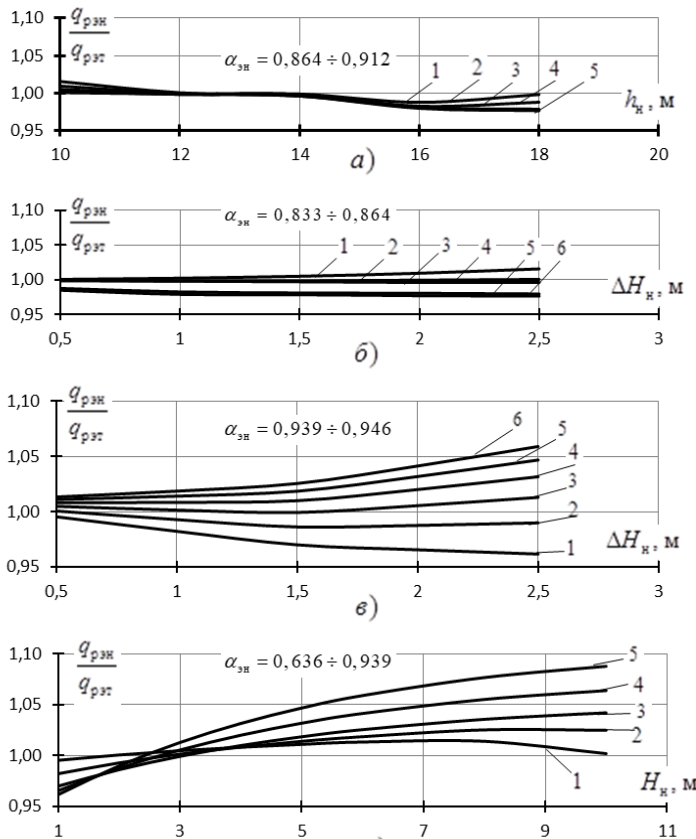 1,10
q_рэн
q_рэт
α_эн = 0,864 ÷ 0,912
1,05
1 2 3 4 5
1,00
h_н, м
0,95
10 12 14 16 18 20
а)
1,10
q_рэн
q_рэт
α_эн = 0,833 ÷ 0,864
1,05
1 2 3 4 5 6
1,00
ΔH_н, м
0,95
0,5 1 1,5 2 2,5 3
б)
1,10
q_рэн
q_рэт
α_эн = 0,939 ÷ 0,946
6
5
1,05
4
3
1,00
2
ΔH_н, м
1
0,95
0,5 1 1,5 2 2,5 3
в)
1,10
q_рэн
q_рэт
α_эн = 0,636 ÷ 0,939
5
4
1,05
3
2
1,00
1
H_н, м
0,95
1 3 5 7 9 11